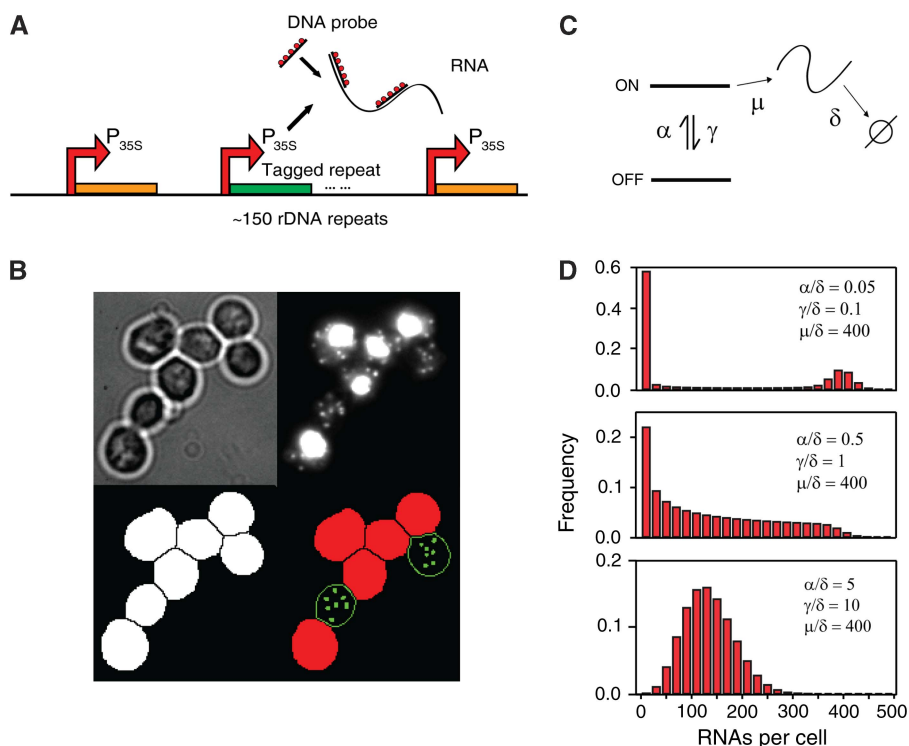 A
DNA probe
RNA
P35S
P35S
P35S
Tagged repeat
... ...
~150 rDNA repeats
B
C
ON
μ
δ
α
γ
OFF
D
Frequency
0.6
0.4
0.2
0.0
α/δ = 0.05
γ/δ = 0.1
μ/δ = 400
0.2
0.1
0.0
α/δ = 0.5
γ/δ = 1
μ/δ = 400
0.2
0.1
0.0
α/δ = 5
γ/δ = 10
μ/δ = 400
0 100 200 300 400 500
RNAs per cell